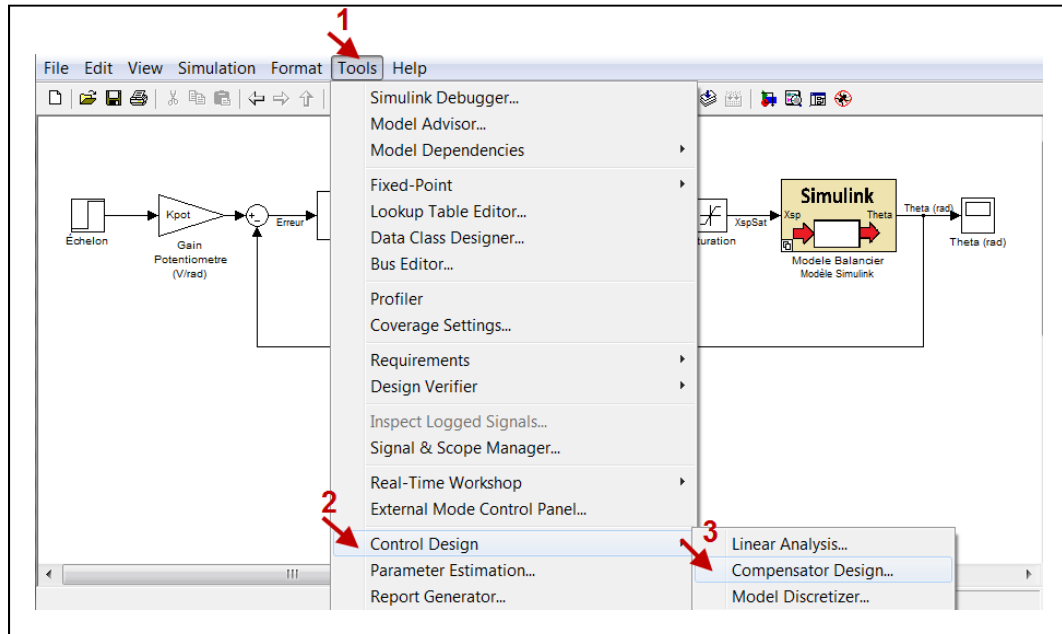 1
File Edit View Simulation Format Tools Help
Simulink Debugger...
Model Advisor...
Model Dependencies
Fixed-Point
Lookup Table Editor...
Data Class Designer...
Bus Editor...
Profiler
Coverage Settings...
Requirements
Design Verifier
Inspect Logged Signals...
Signal & Scope Manager...
Real-Time Workshop
External Mode Control Panel...
2
Control Design
Parameter Estimation...
Report Generator...
3
Linear Analysis...
Compensator Design...
Model Discretizer...
Échelon
Kpot
Gain
Potentiometre
(V/rad)
Erreur
turation
XspSat
Simulink
Xsp
Theta
Modele Balancier
Modèle Simulink
Theta (rad)
Theta (rad)